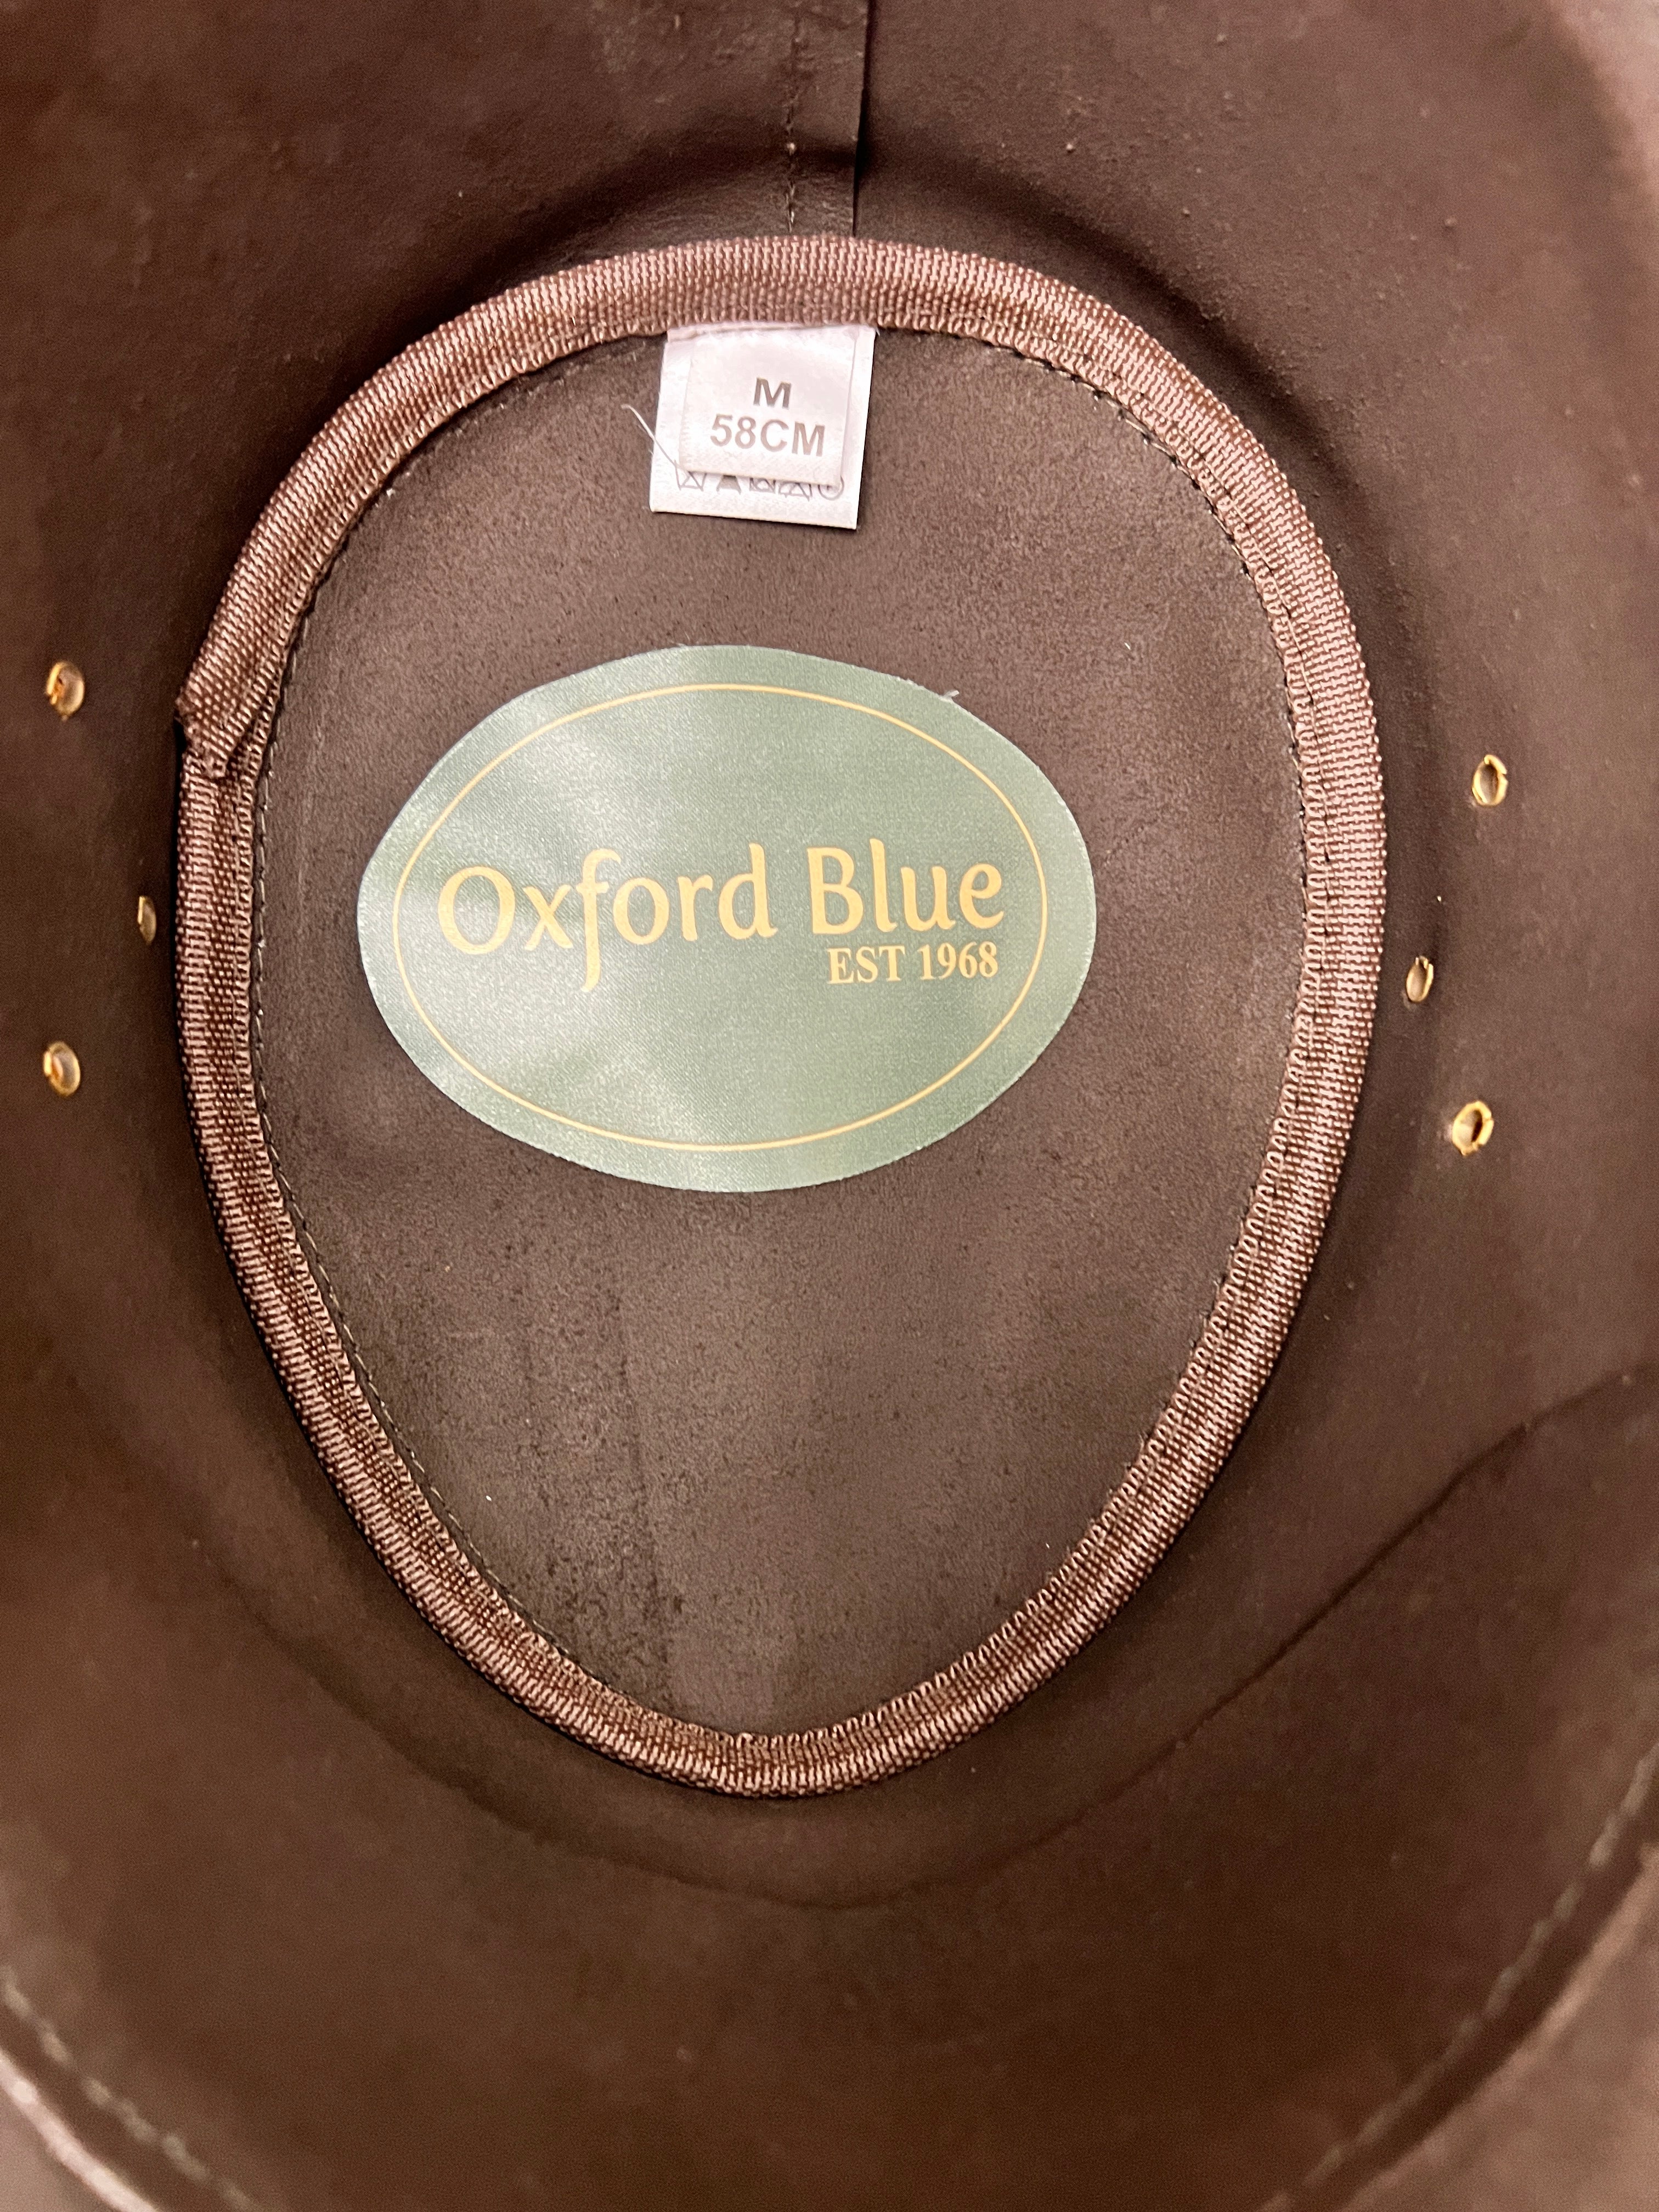 M
58CM
Oxford Blue
EST 1968